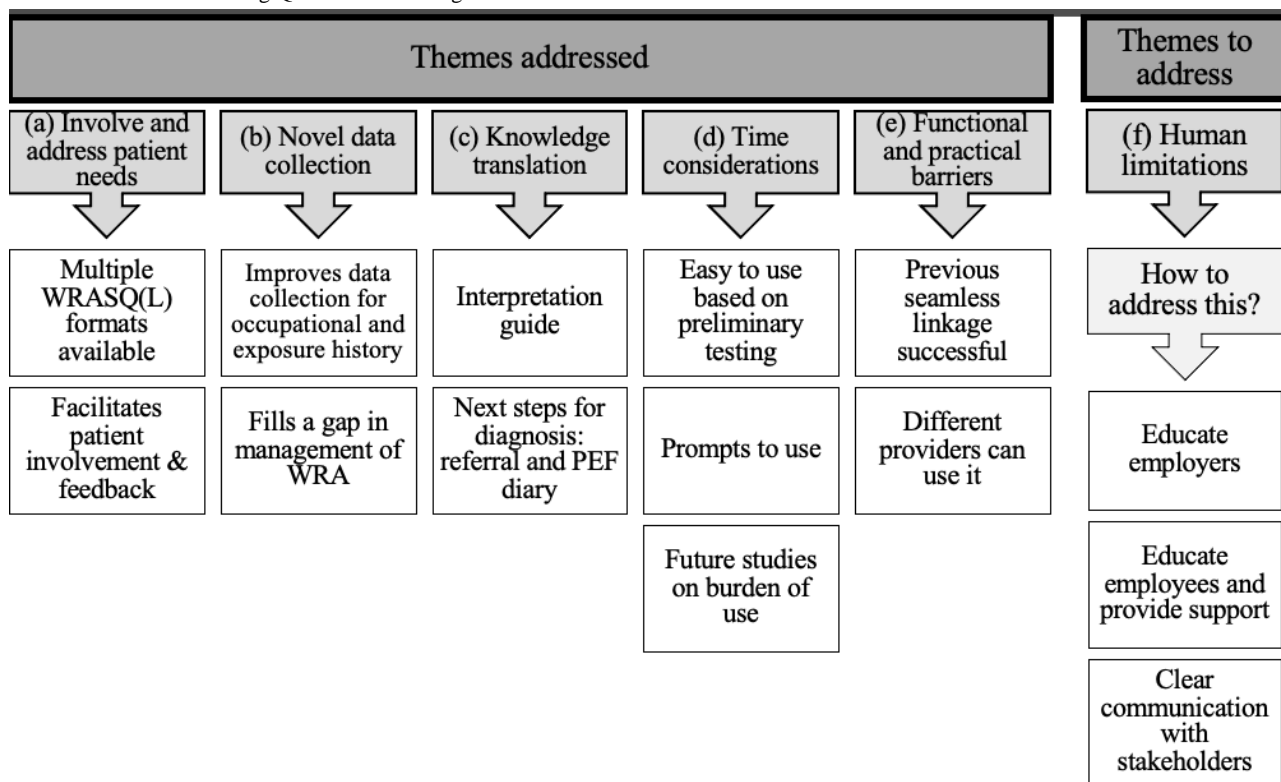 Themes addressed
Themes to
address
(a) Involve and
address patient
needs
(b) Novel data
collection
(c) Knowledge
translation
(d) Time
considerations
(e) Functional
and practical
barriers
(f) Human
limitations
Multiple
WRASQ(L)
formats
available
Improves data
collection for
occupational and
exposure history
Interpretation
guide
Easy to use
based on
preliminary
testing
Previous
seamless
linkage
successful
How to
address this?
Facilitates
patient
involvement &
feedback
Fills a gap in
management of
WRA
Next steps for
diagnosis:
referral and PEF
diary
Prompts to use
Different
providers can
use it
Educate
employers
Future studies
on burden of
use
Educate
employees and
provide support
Clear
communication
with
stakeholders